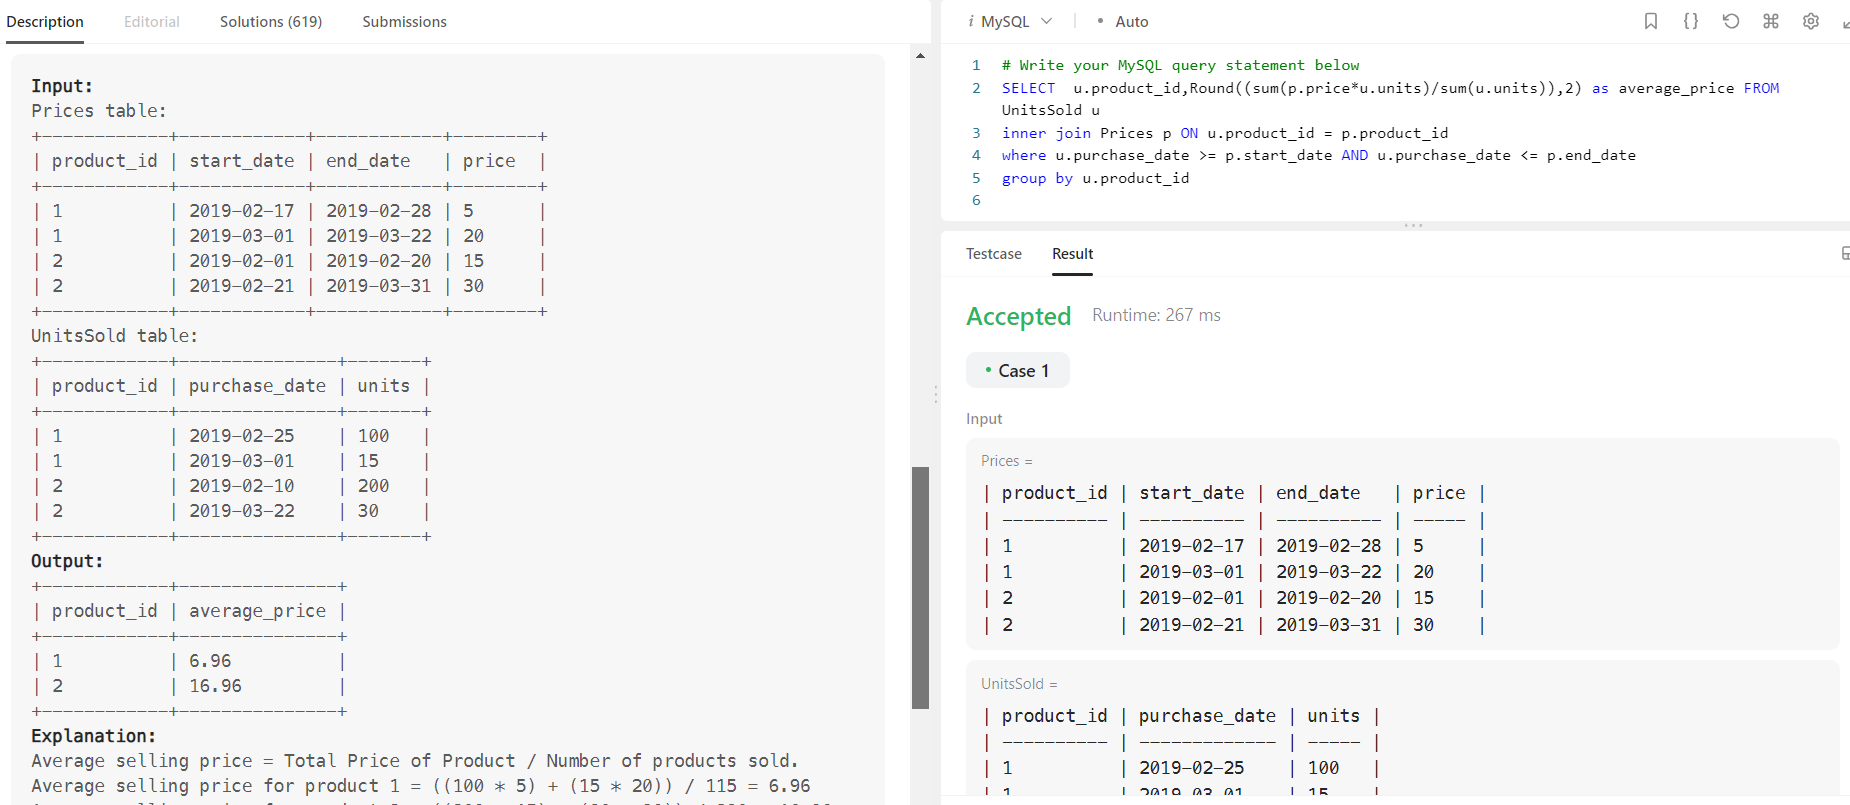 Description Editorial Solutions (619) Submissions
Input:
Prices table:
+------------+------------+------------+--------+
| product_id | start_date | end_date   | price  |
+------------+------------+------------+--------+
| 1          | 2019-02-17 | 2019-02-28 | 5      |
| 1          | 2019-03-01 | 2019-03-22 | 20     |
| 2          | 2019-02-01 | 2019-02-20 | 15     |
| 2          | 2019-02-21 | 2019-03-31 | 30     |
+------------+------------+------------+--------+
UnitsSold table:
+------------+---------------+-------+
| product_id | purchase_date | units |
+------------+---------------+-------+
| 1          | 2019-02-25    | 100   |
| 1          | 2019-03-01    | 15    |
| 2          | 2019-02-10    | 200   |
| 2          | 2019-03-22    | 30    |
+------------+---------------+-------+
Output:
+------------+---------------+
| product_id | average_price |
+------------+---------------+
| 1          | 6.96          |
| 2          | 16.96         |
+------------+---------------+
Explanation:
Average selling price = Total Price of Product / Number of products sold.
Average selling price for product 1 = ((100 * 5) + (15 * 20)) / 115 = 6.96
i MySQL • Auto
1 # Write your MySQL query statement below
2 SELECT  u.product_id,Round((sum(p.price*u.units)/sum(u.units)),2) as average_price FROM
UnitsSold u
3 inner join Prices p ON u.product_id = p.product_id
4 where u.purchase_date >= p.start_date AND u.purchase_date <= p.end_date
5 group by u.product_id
6
Testcase Result
Accepted Runtime: 267 ms
• Case 1
Input
Prices =
| product_id | start_date | end_date   | price |
| ---------- | ---------- | ---------- | ----- |
| 1          | 2019-02-17 | 2019-02-28 | 5     |
| 1          | 2019-03-01 | 2019-03-22 | 20    |
| 2          | 2019-02-01 | 2019-02-20 | 15    |
| 2          | 2019-02-21 | 2019-03-31 | 30    |
UnitsSold =
| product_id | purchase_date | units |
| ---------- | ------------- | ----- |
| 1          | 2019-02-25    | 100   |
| 1          | 2019-03-01    | 15    |